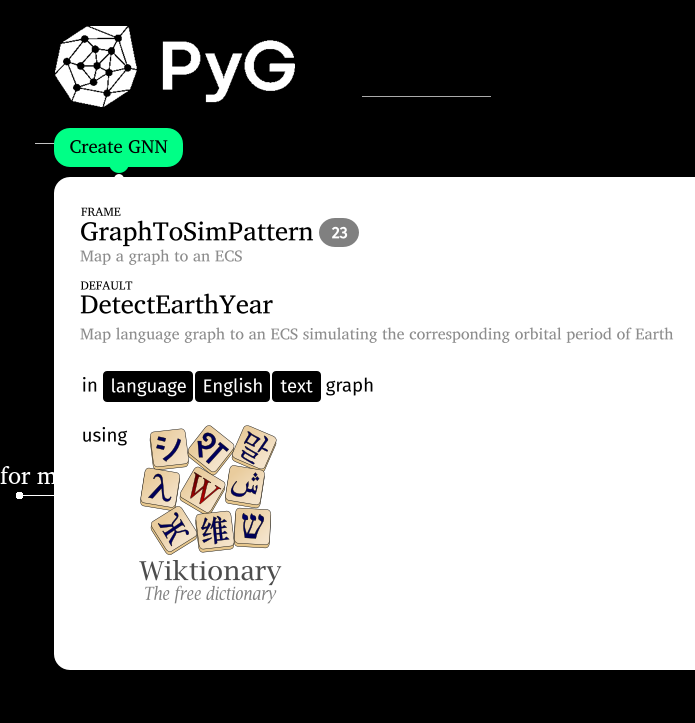 PyG
Create GNN
FRAME
GraphToSimPattern 23
Map a graph to an ECS
DEFAULT
DetectEarthYear
Map language graph to an ECS simulating the corresponding orbital period of Earth
in language English text graph
for m
using
シ श 말
λ W ش
维 ש
Wiktionary
The free dictionary